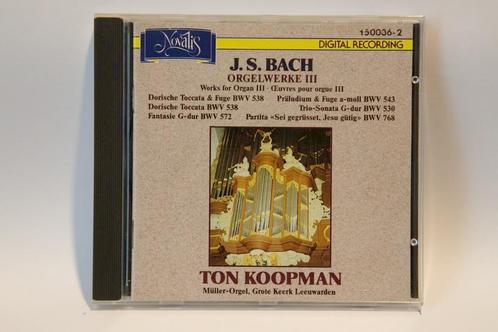 Novalis
150036-2
DIGITAL RECORDING
J. S. BACH
ORGELWERKE III
Works for Organ III · Œuvres pour orgue III
Dorische Toccata & Fuge BWV 538 Präludium & Fuge a-moll BWV 543
Dorische Toccata BWV 538 Trio-Sonata G-dur BWV 530
Fantasie G-dur BWV 572 Partita «Sei gegrüsset, Jesu gütig» BWV 768
TON KOOPMAN
Müller-Orgel, Grote Keerk Leeuwarden